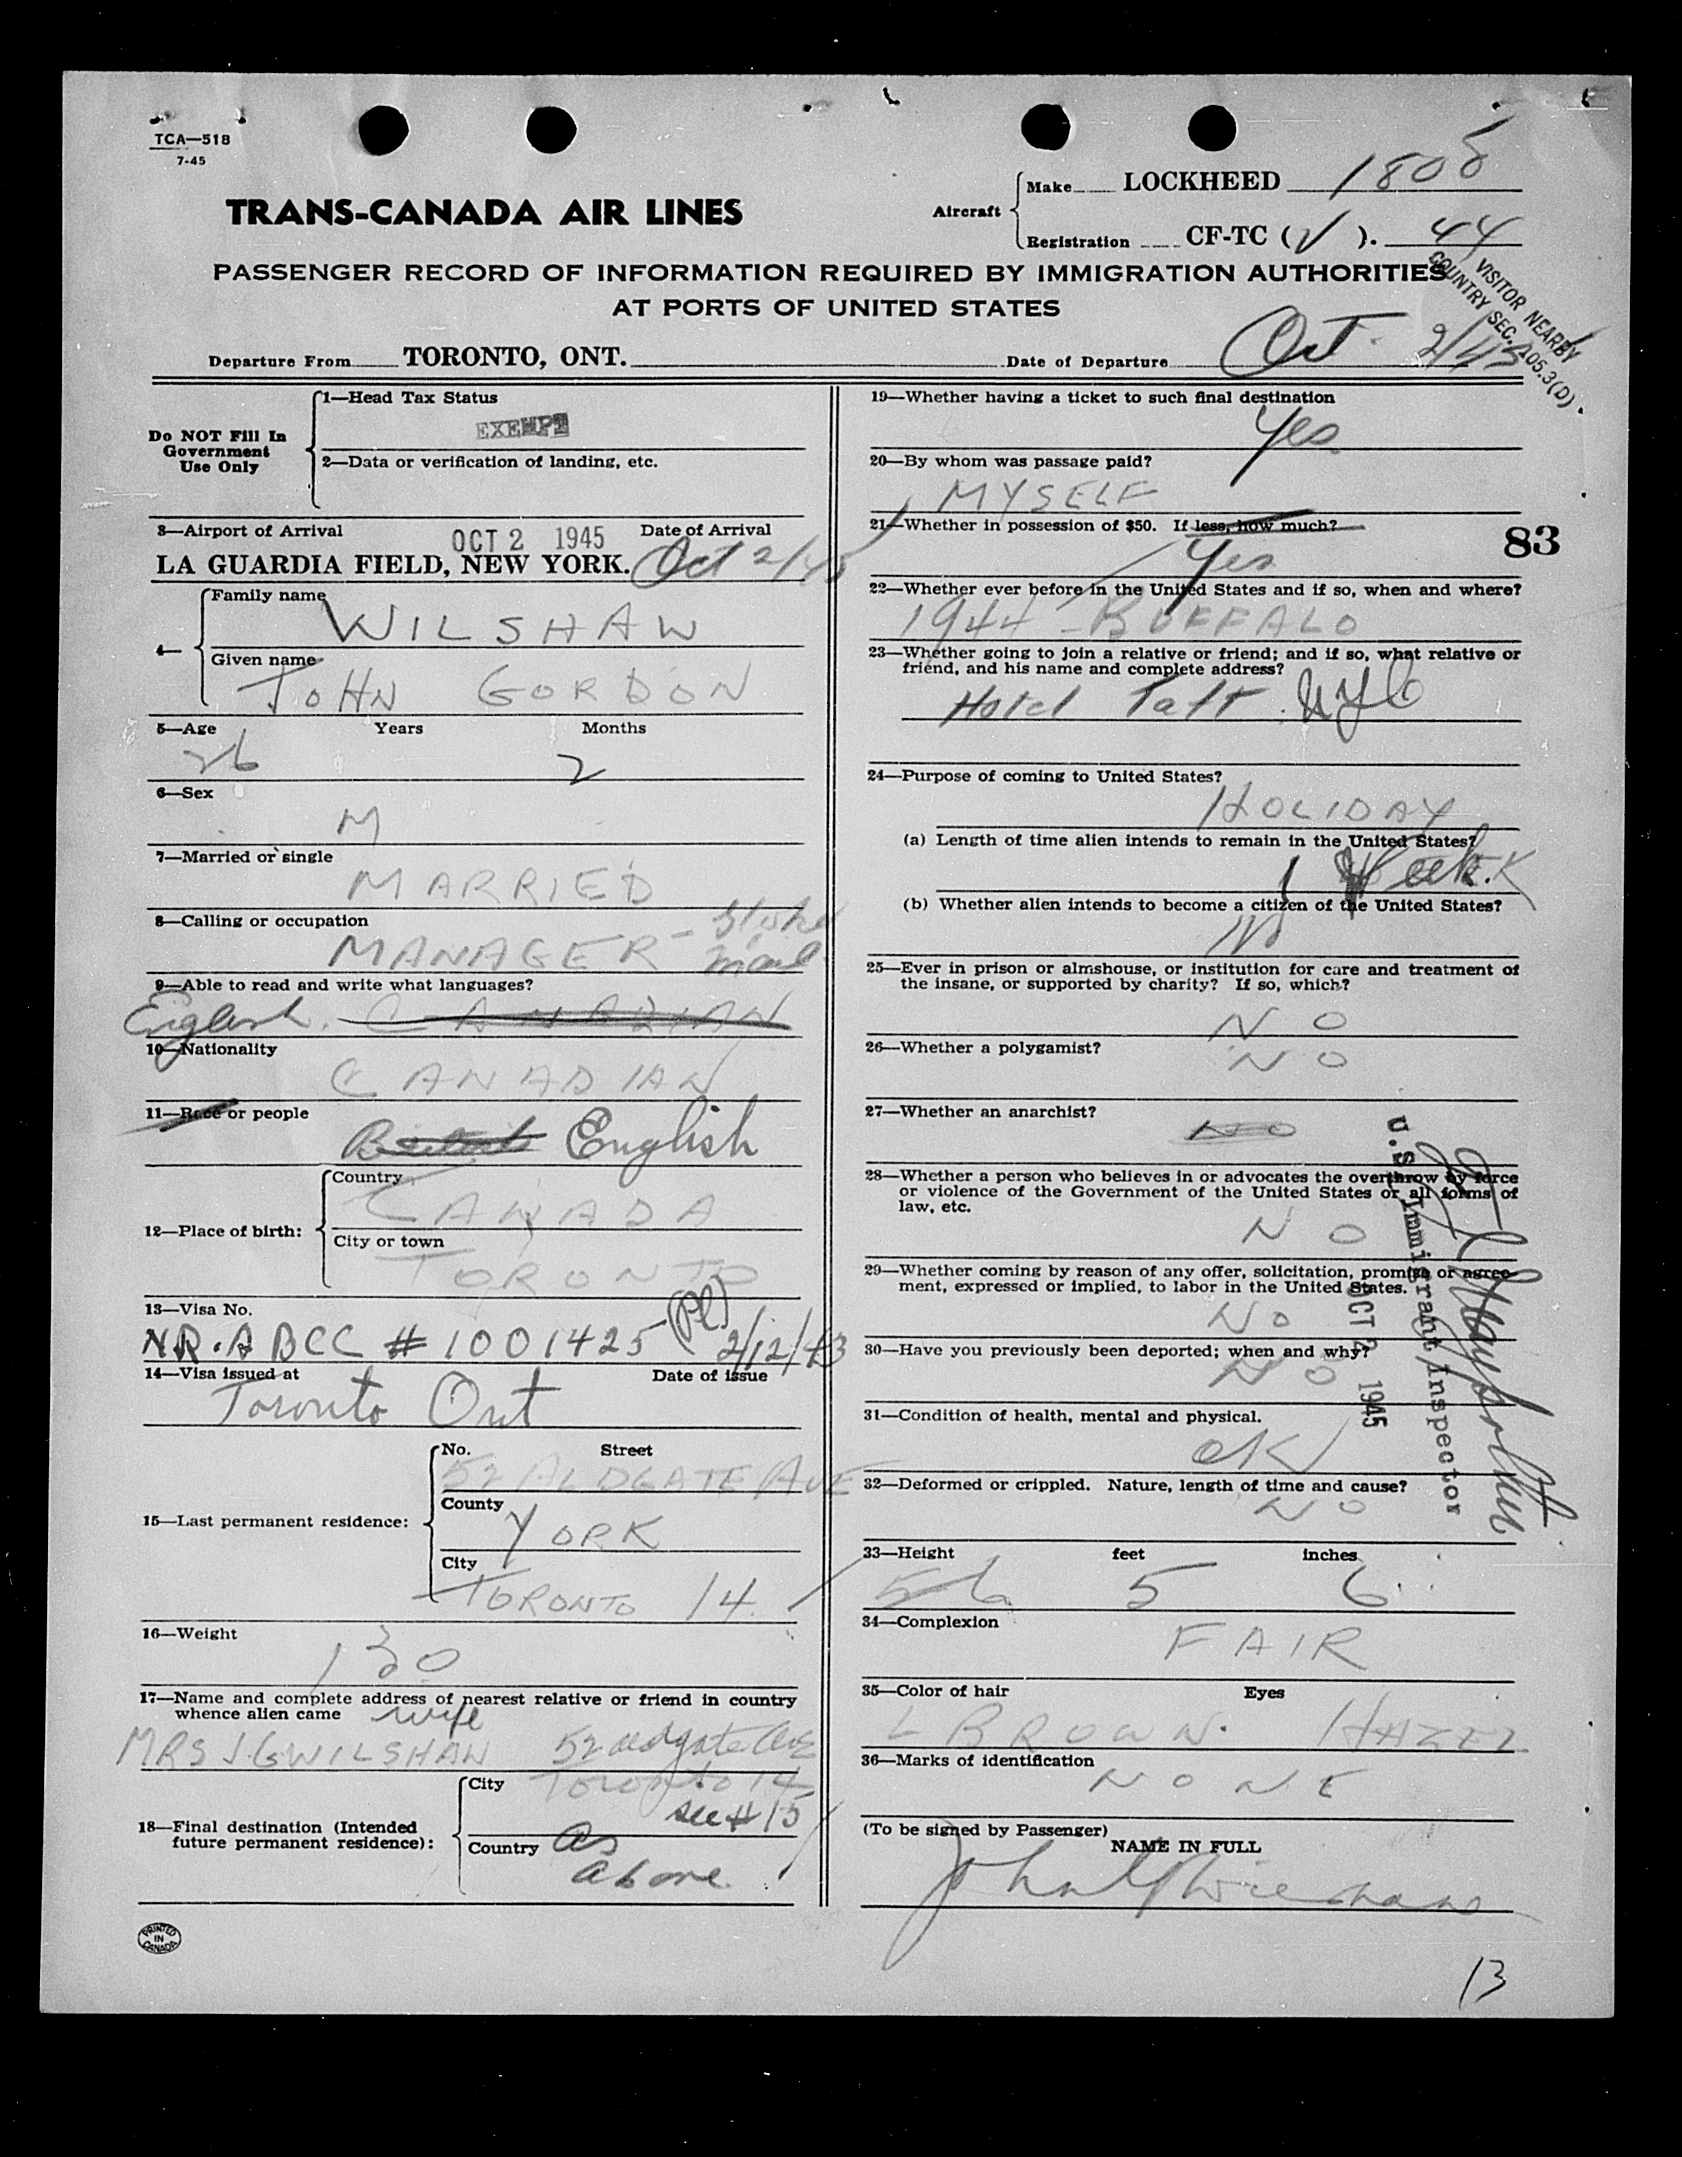 TCA—518
7-45
TRANS-CANADA AIR LINES
Aircraft
Make LOCKHEED 1808
Registration CF-TC ( V ). 44
PASSENGER RECORD OF INFORMATION REQUIRED BY IMMIGRATION AUTHORITIES
AT PORTS OF UNITED STATES
VISITOR NEARBY
COUNTRY SEC. 105.3(D).
Departure From TORONTO, ONT. Date of Departure Oct. 2/45
Do NOT Fill In
Government
Use Only
1—Head Tax Status
EXEMPT
2—Data or verification of landing, etc.
3—Airport of Arrival OCT 2 1945 Date of Arrival
LA GUARDIA FIELD, NEW YORK. Oct 2/45
4—
Family name
WILSHAW
Given name
JOHN GORDON
5—Age Years Months
26 2
6—Sex
M
7—Married or single
MARRIED
8—Calling or occupation
MANAGER -
9—Able to read and write what languages?
English. CANADIAN
10—Nationality
CANADIAN
11—Race or people
English
12—Place of birth:
Country
CANADA
City or town
TORONTO
13—Visa No.
NR. ABCC # 1001425 (Pl) 2/12/43
14—Visa issued at Date of issue
Toronto Ont
15—Last permanent residence:
No. Street
52 ALDGATE AVE
County
YORK
City
TORONTO 14
16—Weight
130
17—Name and complete address of nearest relative or friend in country
whence alien came wife
MRS J.G WILSHAW 52 aldgate ave
Toronto 14
18—Final destination (Intended
future permanent residence):
City
see #15
Country as
above
19—Whether having a ticket to such final destination
Yes
20—By whom was passage paid?
MYSELF
21—Whether in possession of $50. If less, how much?
Yes
83
22—Whether ever before in the United States and if so, when and where?
1944 - BUFFALO
23—Whether going to join a relative or friend; and if so, what relative or
friend, and his name and complete address?
Hotel Taft. NYC
24—Purpose of coming to United States?
HOLIDAY
(a) Length of time alien intends to remain in the United States?
1 Week.
(b) Whether alien intends to become a citizen of the United States?
No
25—Ever in prison or almshouse, or institution for care and treatment of
the insane, or supported by charity? If so, which?
NO
26—Whether a polygamist?
NO
27—Whether an anarchist?
NO
28—Whether a person who believes in or advocates the overthrow by force
or violence of the Government of the United States or all forms of
law, etc.
NO
29—Whether coming by reason of any offer, solicitation, promise or agree-
ment, expressed or implied, to labor in the United States.
NO
30—Have you previously been deported; when and why?
NO
31—Condition of health, mental and physical.
OK
32—Deformed or crippled. Nature, length of time and cause?
NO
U.S. Immigrant Inspector
OCT 2 1945
33—Height feet inches
56 5 6
34—Complexion
FAIR
35—Color of hair Eyes
L BROWN. HAZEL
36—Marks of identification
NONE
(To be signed by Passenger)
NAME IN FULL
John G Wilshaw
PRINTED
IN
CANADA
13